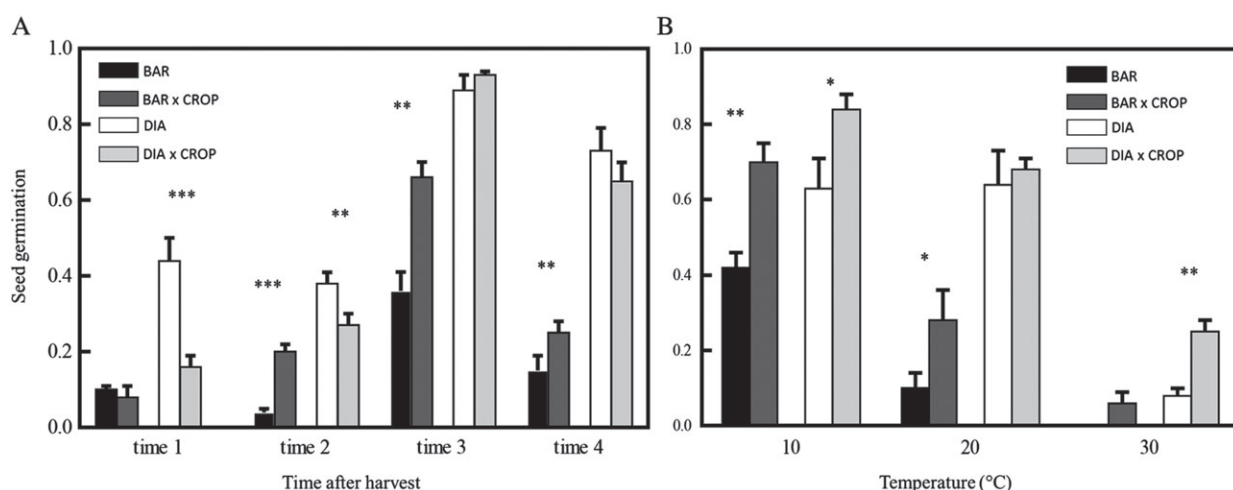 A
Seed germination
1.0
0.8
0.6
0.4
0.2
0.0
BAR
BAR x CROP
DIA
DIA x CROP
***
***
**
**
**
time 1
time 2
time 3
time 4
Time after harvest
B
1.0
0.8
0.6
0.4
0.2
0.0
BAR
BAR x CROP
DIA
DIA x CROP
**
*
*
**
10
20
30
Temperature (°C)